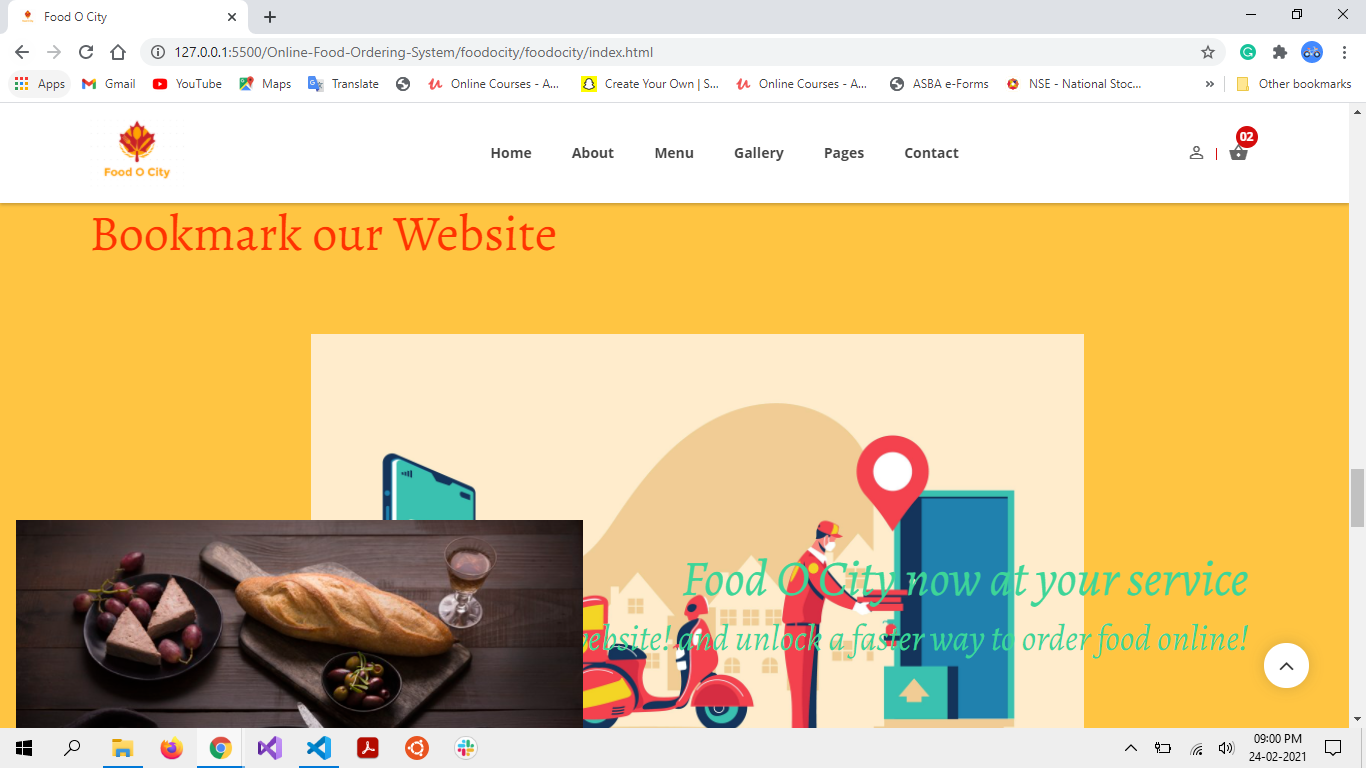 Food O City
127.0.0.1:5500/Online-Food-Ordering-System/foodocity/foodocity/index.html
Apps Gmail YouTube Maps Translate Online Courses - A... Create Your Own | S... Online Courses - A... ASBA e-Forms NSE - National Stoc... » Other bookmarks
Food O City
Home About Menu Gallery Pages Contact
02
Bookmark our Website
Food O City now at your service
website! and unlock a faster way to order food online!
09:00 PM
24-02-2021